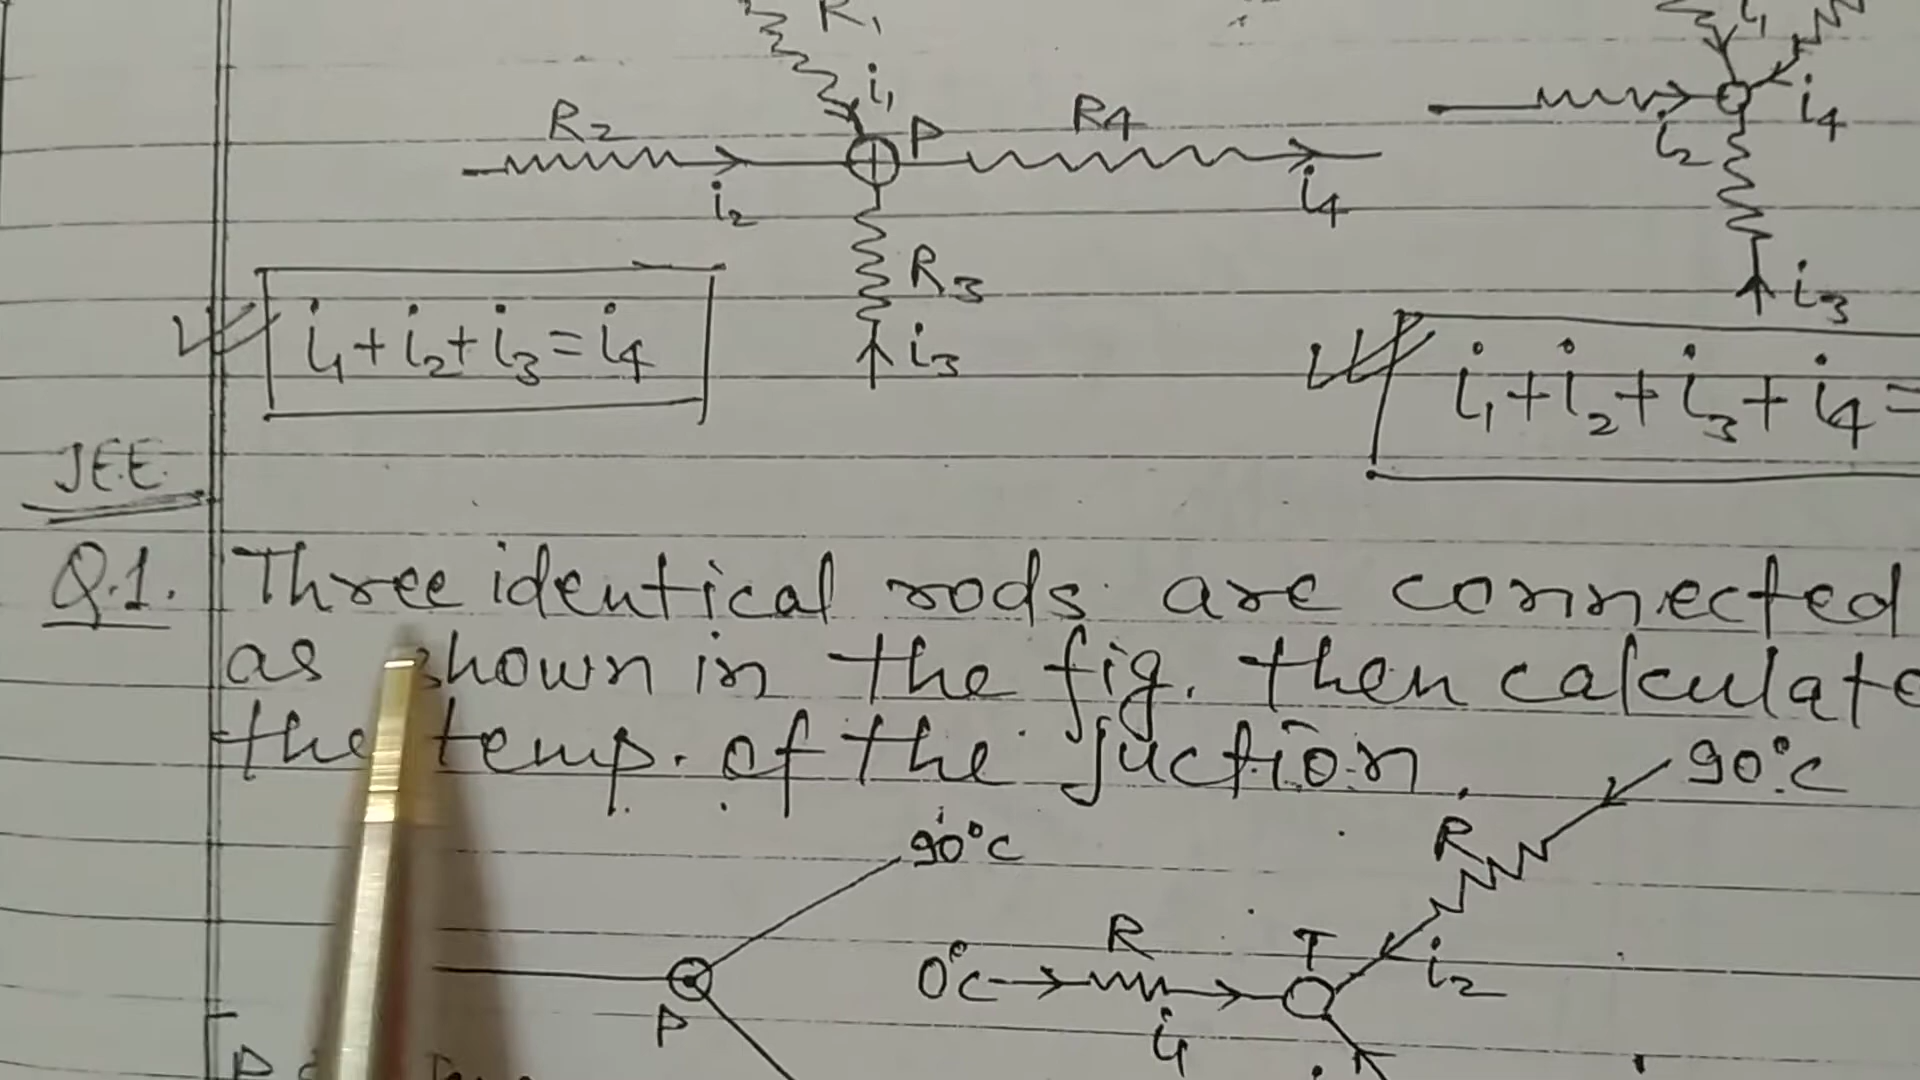 R₁
i₁
i₁
R₂
P
R4
i4
i₂
i₂
i4
R3
i3
i₁+i₂+i3=i4
i3
i₁+i₂+i3+i4=
JEE
Q.1. Three identical rods are connected
as shown in the fig. then calculate
the temp. of the juction.
90°C
90°C
R
R
T
0°C
i₂
P
i₁